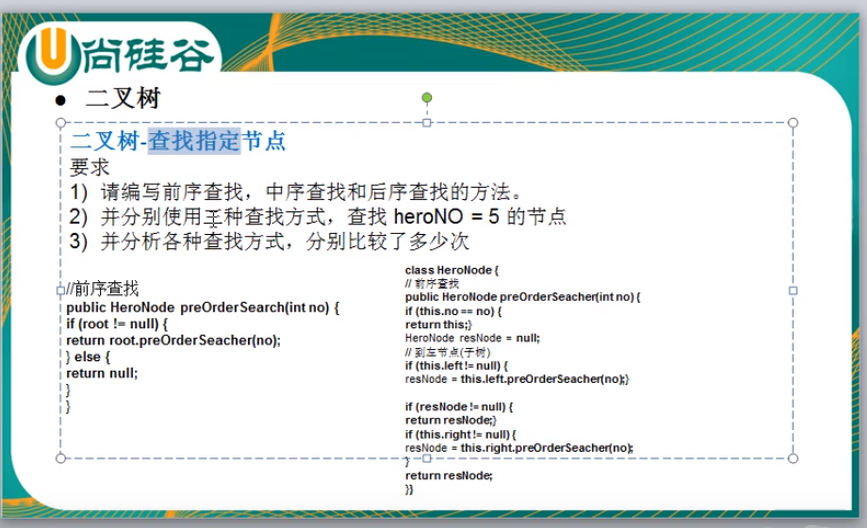 尚硅谷
● 二叉树
二叉树-查找指定节点
要求
1) 请编写前序查找，中序查找和后序查找的方法。
2) 并分别使用三种查找方式，查找 heroNO = 5 的节点
3) 并分析各种查找方式，分别比较了多少次
//前序查找
public HeroNode preOrderSearch(int no) {
if (root != null) {
return root.preOrderSeacher(no);
} else {
return null;
}
}
class HeroNode {
// 前序查找
public HeroNode preOrderSeacher(int no) {
if (this.no == no) {
return this;}
HeroNode resNode = null;
// 到左节点(子树)
if (this.left != null) {
resNode = this.left.preOrderSeacher(no);}
if (resNode != null) {
return resNode;}
if (this.right != null) {
resNode = this.right.preOrderSeacher(no);
}
return resNode;
}}